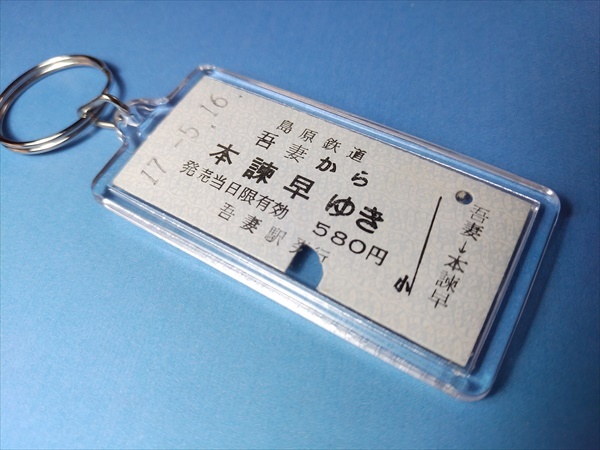 17.-5.16.
島原鉄道
吾妻から
本諫早ゆき
発売当日限有効 580円
吾妻駅発行
小
吾妻→本諫早